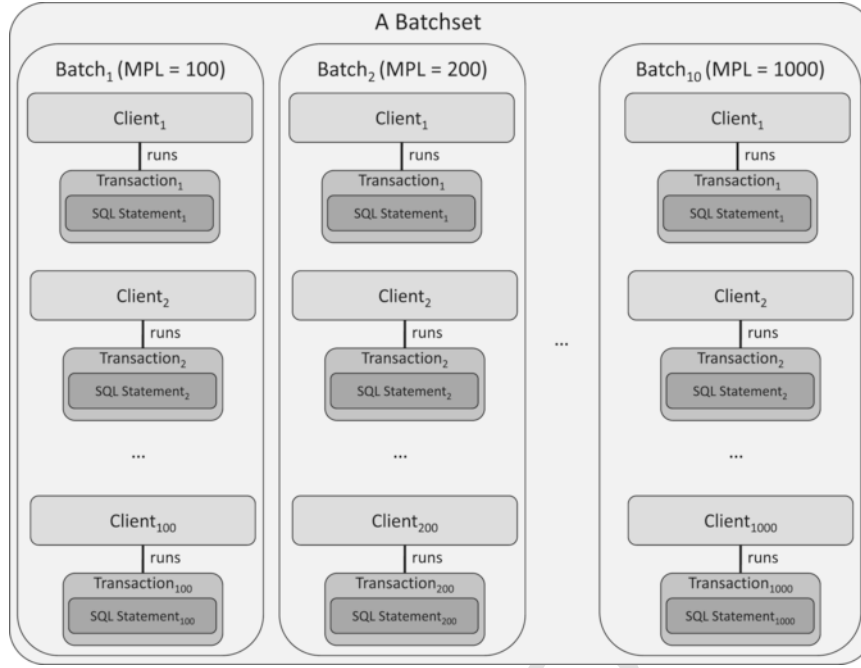 A Batchset
Batch₁ (MPL = 100)
Client₁
runs
Transaction₁
SQL Statement₁
Client₂
runs
Transaction₂
SQL Statement₂
...
Client₁₀₀
runs
Transaction₁₀₀
SQL Statement₁₀₀
Batch₂ (MPL = 200)
Client₁
runs
Transaction₁
SQL Statement₁
Client₂
runs
Transaction₂
SQL Statement₂
...
Client₂₀₀
runs
Transaction₂₀₀
SQL Statement₂₀₀
...
Batch₁₀ (MPL = 1000)
Client₁
runs
Transaction₁
SQL Statement₁
Client₂
runs
Transaction₂
SQL Statement₂
...
Client₁₀₀₀
runs
Transaction₁₀₀₀
SQL Statement₁₀₀₀